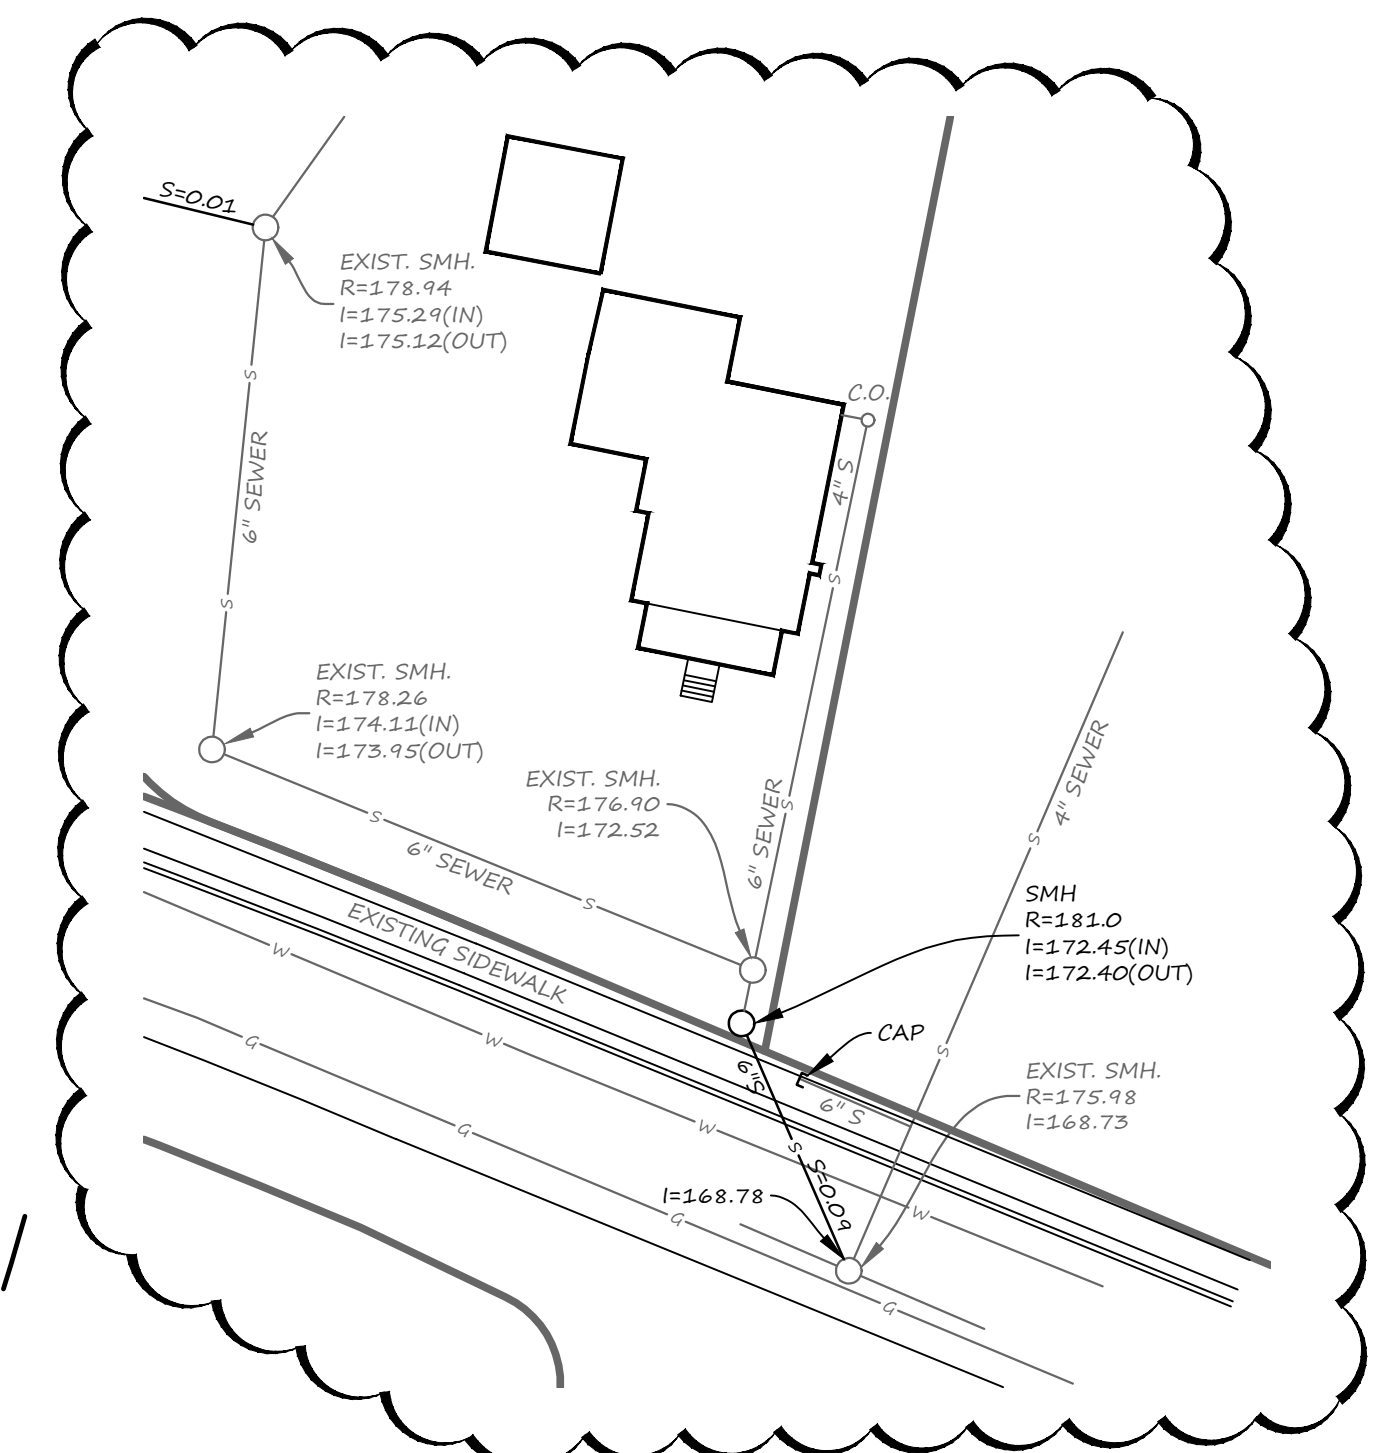 S=0.01
EXIST. SMH.
R=178.94
I=175.29(IN)
I=175.12(OUT)
C.O.
4" S
S
6" SEWER
S
S
EXIST. SMH.
R=178.26
I=174.11(IN)
I=173.95(OUT)
EXIST. SMH.
R=176.90
I=172.52
6" SEWER
S
4" SEWER
S
S
6" SEWER
S
SMH
R=181.0
I=172.45(IN)
I=172.40(OUT)
EXISTING SIDEWALK
W
W
W
W
G
G
G
G
CAP
6"S
6" S
S
EXIST. SMH.
R=175.98
I=168.73
S
S=0.09
I=168.78